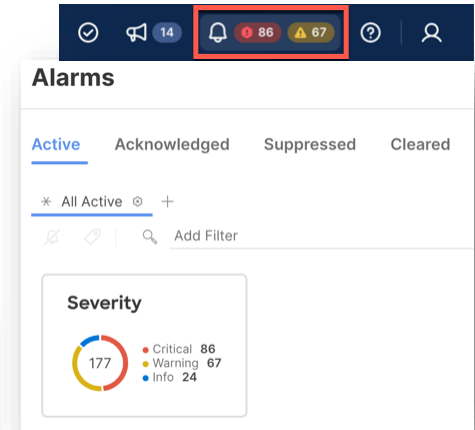 14 86 67
Alarms
Active Acknowledged Suppressed Cleared
All Active
Add Filter
Severity
177
Critical 86
Warning 67
Info 24